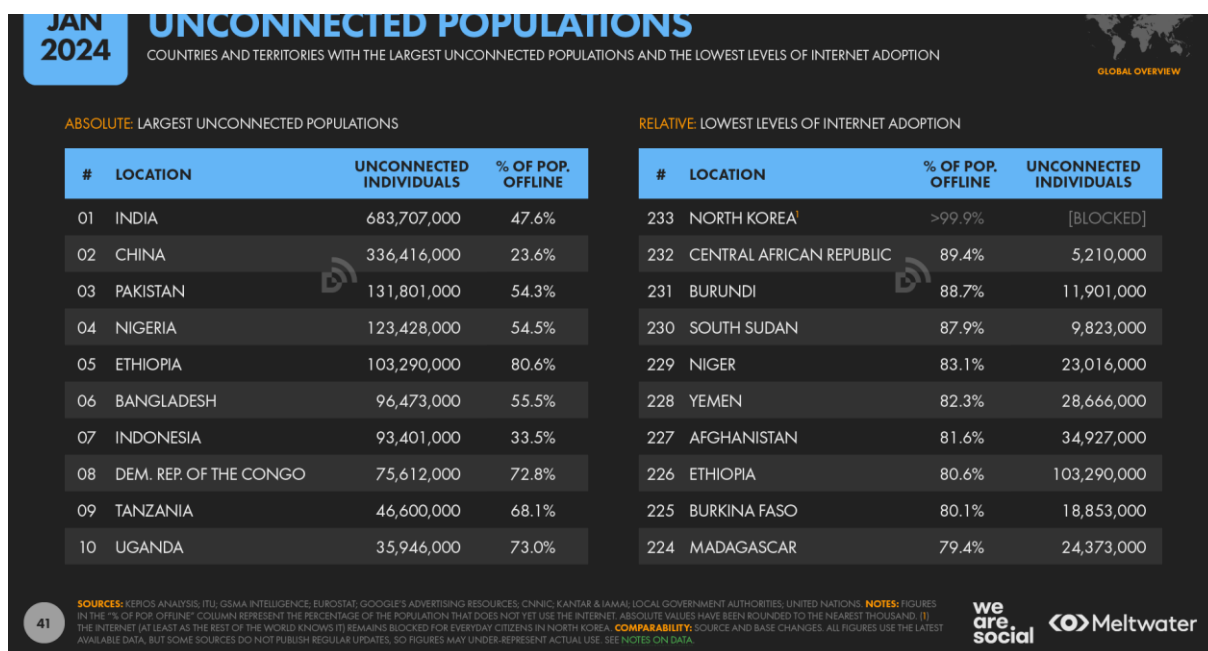 JAN
2024
UNCONNECTED POPULATIONS
COUNTRIES AND TERRITORIES WITH THE LARGEST UNCONNECTED POPULATIONS AND THE LOWEST LEVELS OF INTERNET ADOPTION
GLOBAL OVERVIEW
ABSOLUTE: LARGEST UNCONNECTED POPULATIONS
# LOCATION UNCONNECTED INDIVIDUALS % OF POP. OFFLINE
01 INDIA 683,707,000 47.6%
02 CHINA 336,416,000 23.6%
03 PAKISTAN 131,801,000 54.3%
04 NIGERIA 123,428,000 54.5%
05 ETHIOPIA 103,290,000 80.6%
06 BANGLADESH 96,473,000 55.5%
07 INDONESIA 93,401,000 33.5%
08 DEM. REP. OF THE CONGO 75,612,000 72.8%
09 TANZANIA 46,600,000 68.1%
10 UGANDA 35,946,000 73.0%
RELATIVE: LOWEST LEVELS OF INTERNET ADOPTION
# LOCATION % OF POP. OFFLINE UNCONNECTED INDIVIDUALS
233 NORTH KOREA¹ >99.9% [BLOCKED]
232 CENTRAL AFRICAN REPUBLIC 89.4% 5,210,000
231 BURUNDI 88.7% 11,901,000
230 SOUTH SUDAN 87.9% 9,823,000
229 NIGER 83.1% 23,016,000
228 YEMEN 82.3% 28,666,000
227 AFGHANISTAN 81.6% 34,927,000
226 ETHIOPIA 80.6% 103,290,000
225 BURKINA FASO 80.1% 18,853,000
224 MADAGASCAR 79.4% 24,373,000
41
SOURCES: KEPIOS ANALYSIS; ITU; GSMA INTELLIGENCE; EUROSTAT; GOOGLE'S ADVERTISING RESOURCES; CNNIC; KANTAR & IAMAI; LOCAL GOVERNMENT AUTHORITIES; UNITED NATIONS. NOTES: FIGURES
IN THE "% OF POP. OFFLINE" COLUMN REPRESENT THE PERCENTAGE OF THE POPULATION THAT DOES NOT YET USE THE INTERNET. ABSOLUTE VALUES HAVE BEEN ROUNDED TO THE NEAREST THOUSAND. (1)
THE INTERNET (AT LEAST AS THE REST OF THE WORLD KNOWS IT) REMAINS BLOCKED FOR EVERYDAY CITIZENS IN NORTH KOREA. COMPARABILITY: SOURCE AND BASE CHANGES. ALL FIGURES USE THE LATEST
AVAILABLE DATA, BUT SOME SOURCES DO NOT PUBLISH REGULAR UPDATES, SO FIGURES MAY UNDER-REPRESENT ACTUAL USE. SEE NOTES ON DATA.
we
are.
social
Meltwater